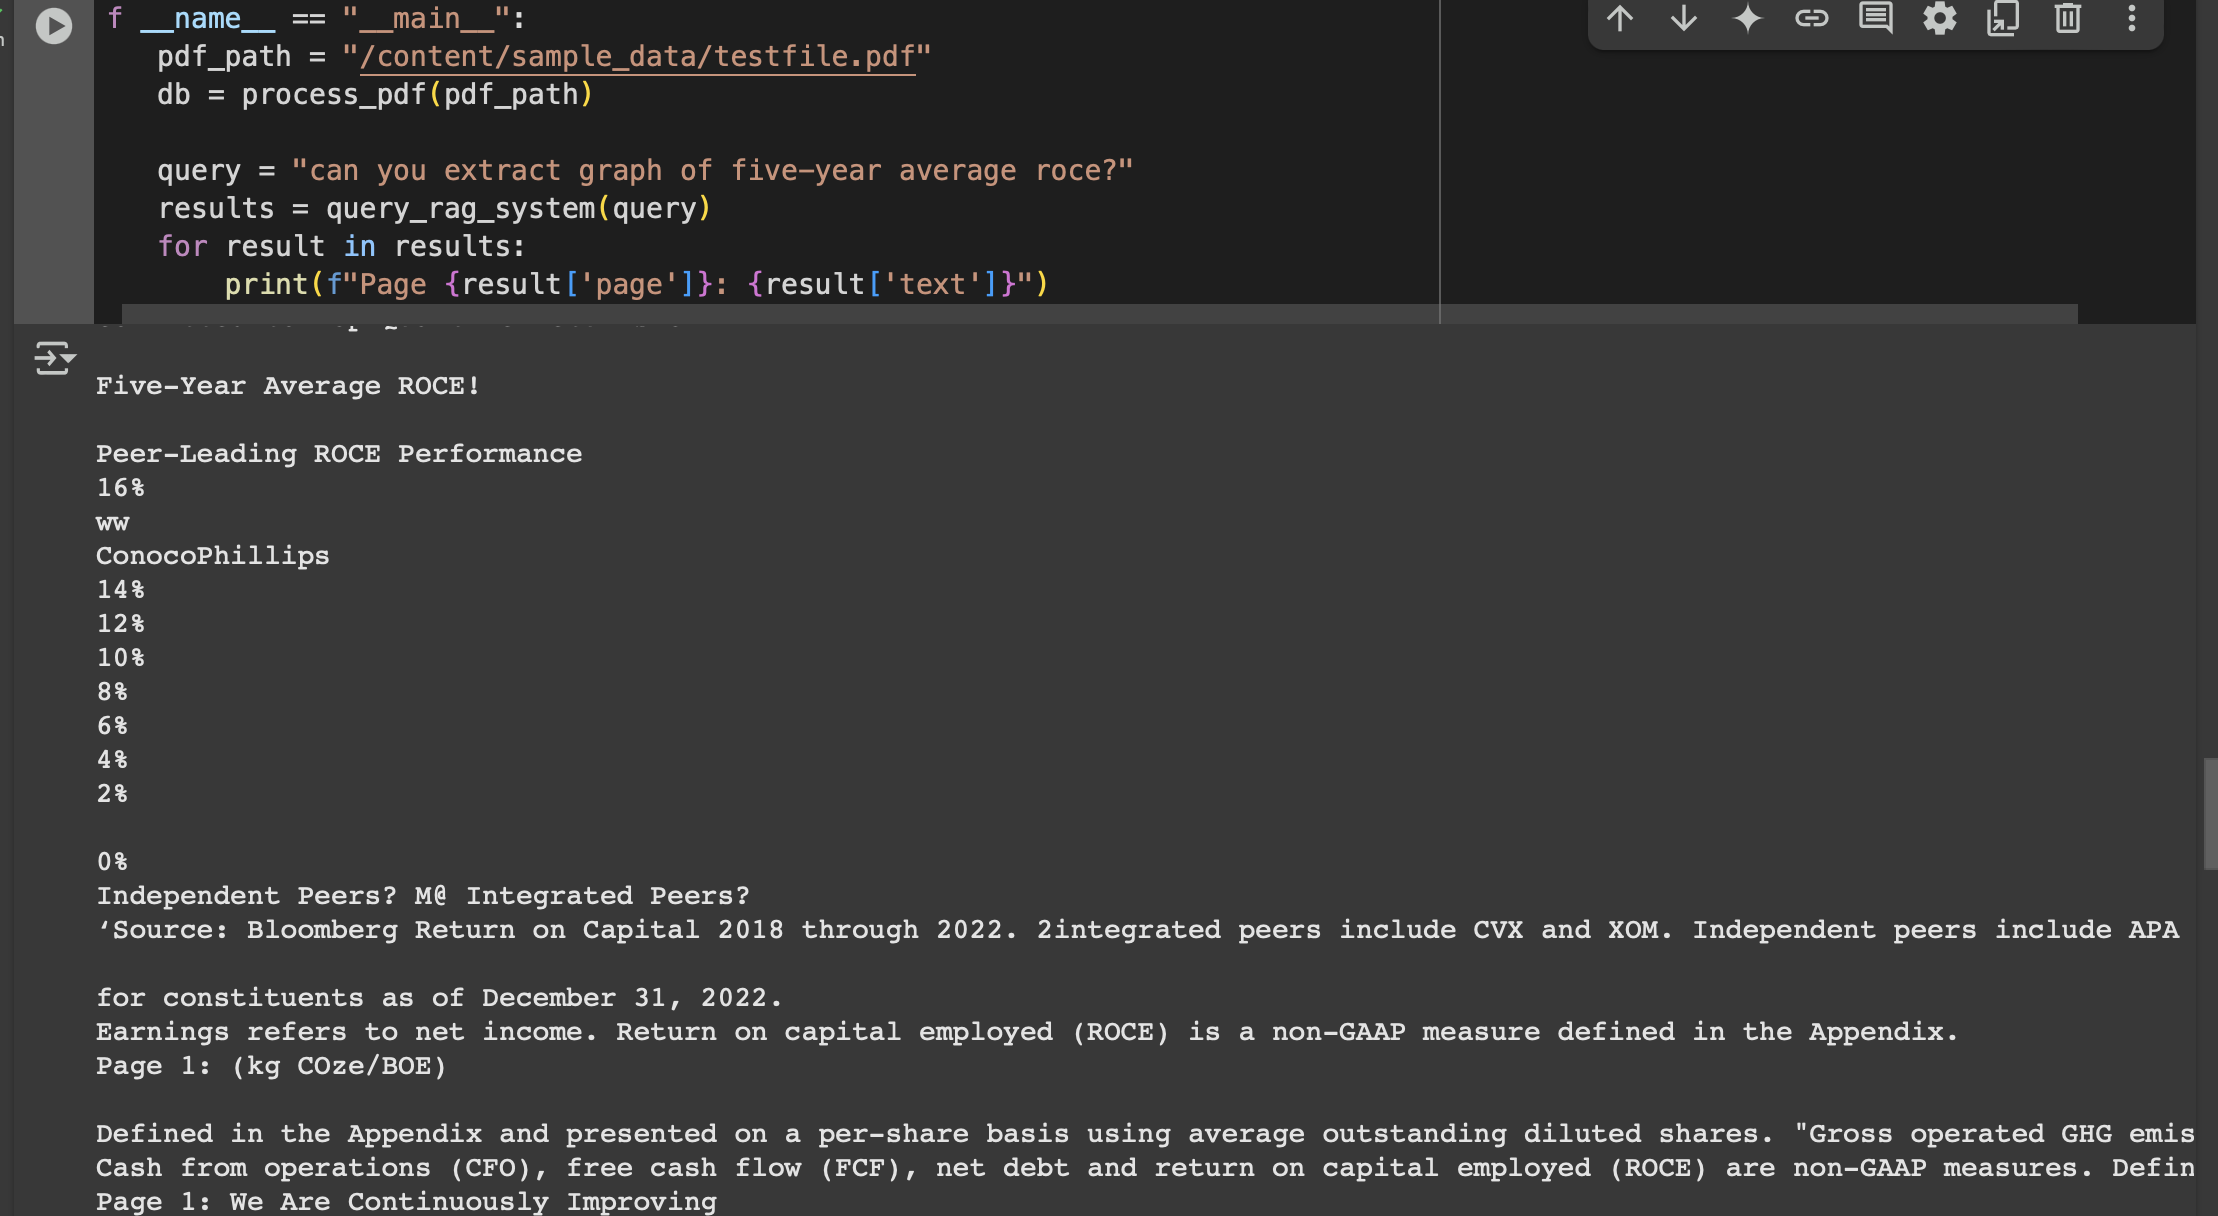 f __name__ == "__main__":
pdf_path = "/content/sample_data/testfile.pdf"
db = process_pdf(pdf_path)
query = "can you extract graph of five-year average roce?"
results = query_rag_system(query)
for result in results:
print(f"Page {result['page']}: {result['text']}")
Five-Year Average ROCE!
Peer-Leading ROCE Performance
16%
ww
ConocoPhillips
14%
12%
10%
8%
6%
4%
2%
0%
Independent Peers? M@ Integrated Peers?
‘Source: Bloomberg Return on Capital 2018 through 2022. 2integrated peers include CVX and XOM. Independent peers include APA
for constituents as of December 31, 2022.
Earnings refers to net income. Return on capital employed (ROCE) is a non-GAAP measure defined in the Appendix.
Page 1: (kg COze/BOE)
Defined in the Appendix and presented on a per-share basis using average outstanding diluted shares. "Gross operated GHG emis
Cash from operations (CFO), free cash flow (FCF), net debt and return on capital employed (ROCE) are non-GAAP measures. Defin
Page 1: We Are Continuously Improving